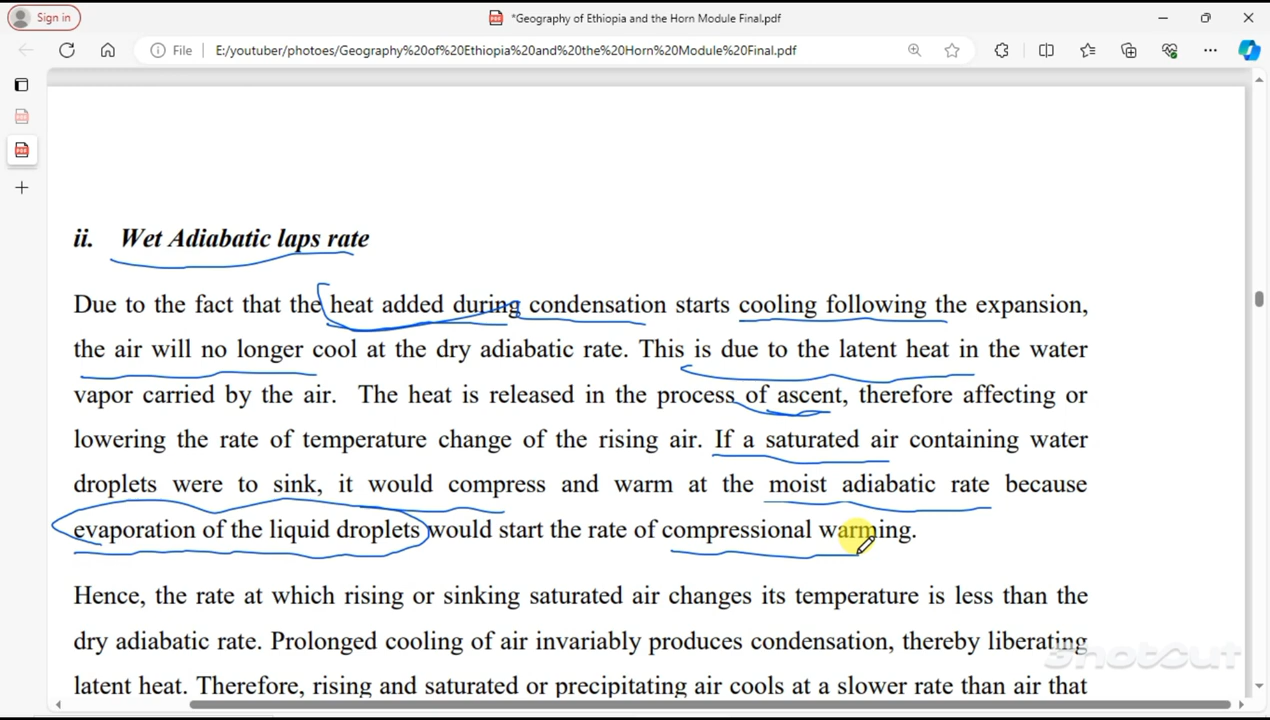 Sign in
*Geography of Ethiopia and the Horn Module Final.pdf
File E:/youtuber/photoes/Geography%20of%20Ethiopia%20and%20the%20Horn%20Module%20Final.pdf
ii. Wet Adiabatic laps rate
Due to the fact that the heat added during condensation starts cooling following the expansion,
the air will no longer cool at the dry adiabatic rate. This is due to the latent heat in the water
vapor carried by the air. The heat is released in the process of ascent, therefore affecting or
lowering the rate of temperature change of the rising air. If a saturated air containing water
droplets were to sink, it would compress and warm at the moist adiabatic rate because
evaporation of the liquid droplets would start the rate of compressional warming.
Hence, the rate at which rising or sinking saturated air changes its temperature is less than the
dry adiabatic rate. Prolonged cooling of air invariably produces condensation, thereby liberating
latent heat. Therefore, rising and saturated or precipitating air cools at a slower rate than air that